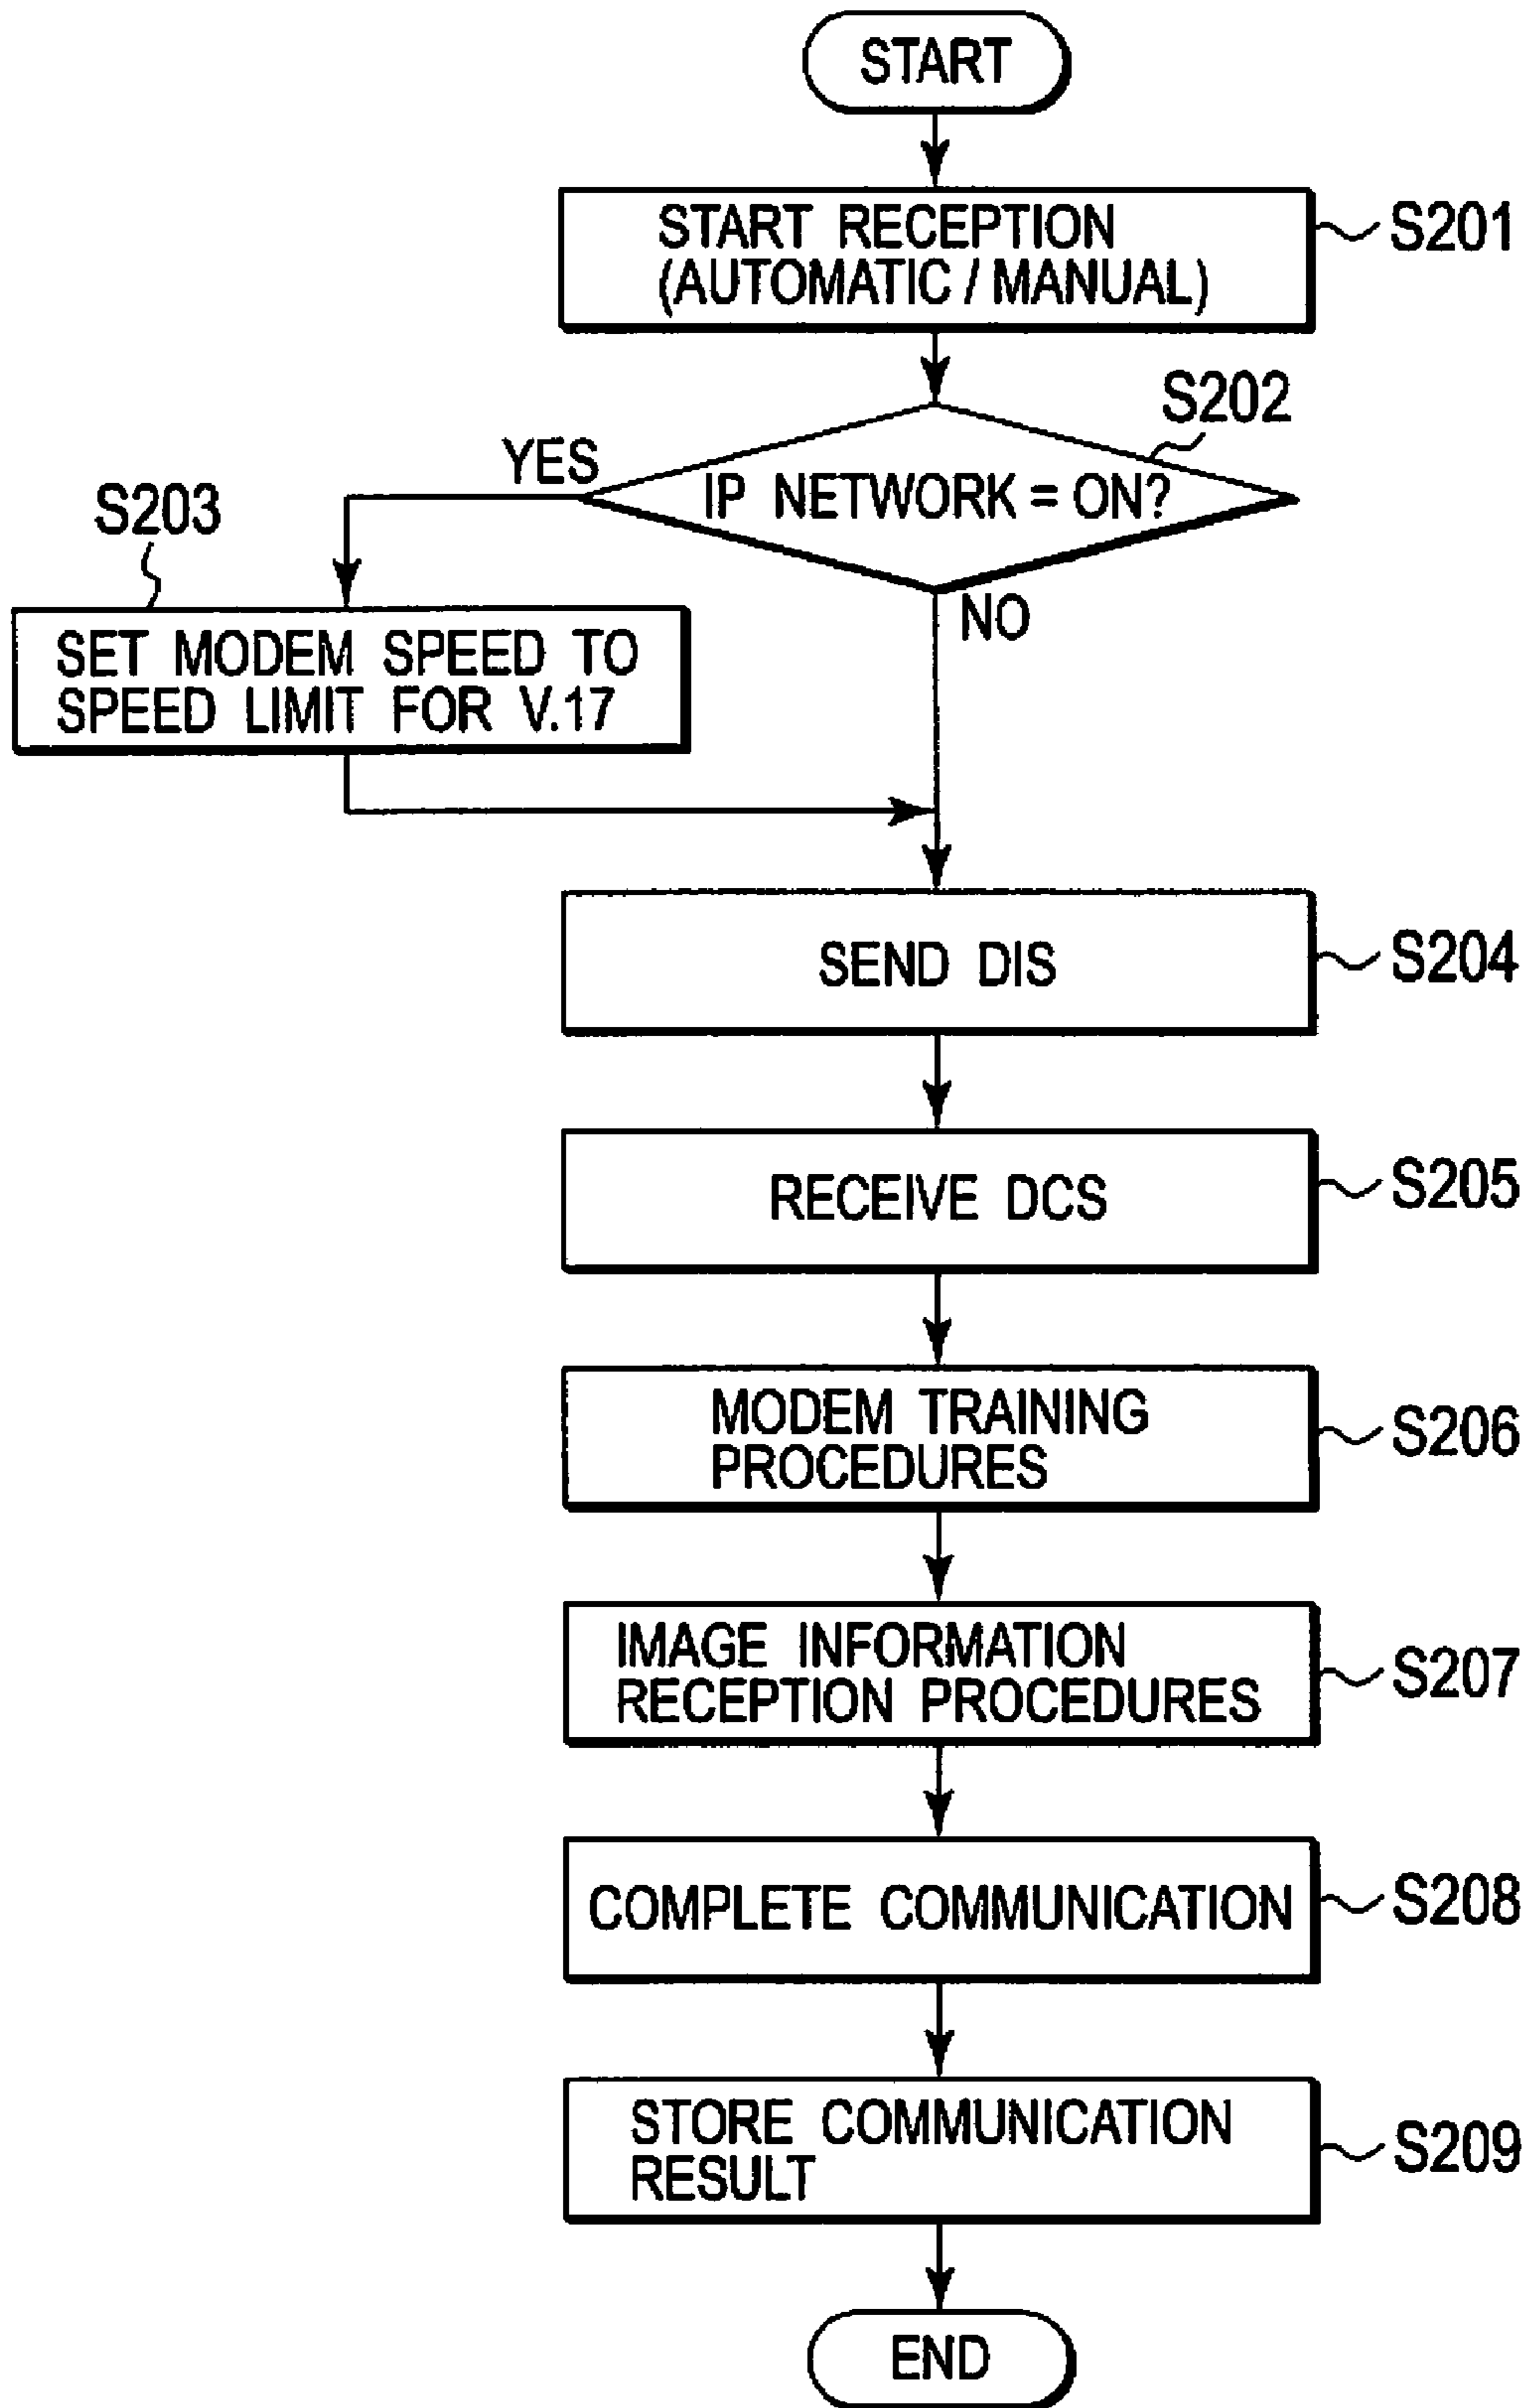 START
START RECEPTION
(AUTOMATIC / MANUAL)
S201
S202
YES
IP NETWORK = ON?
S203
NO
SET MODEM SPEED TO
SPEED LIMIT FOR V.17
SEND DIS
S204
RECEIVE DCS
S205
MODEM TRAINING
PROCEDURES
S206
IMAGE INFORMATION
RECEPTION PROCEDURES
S207
COMPLETE COMMUNICATION
S208
STORE COMMUNICATION
RESULT
S209
END